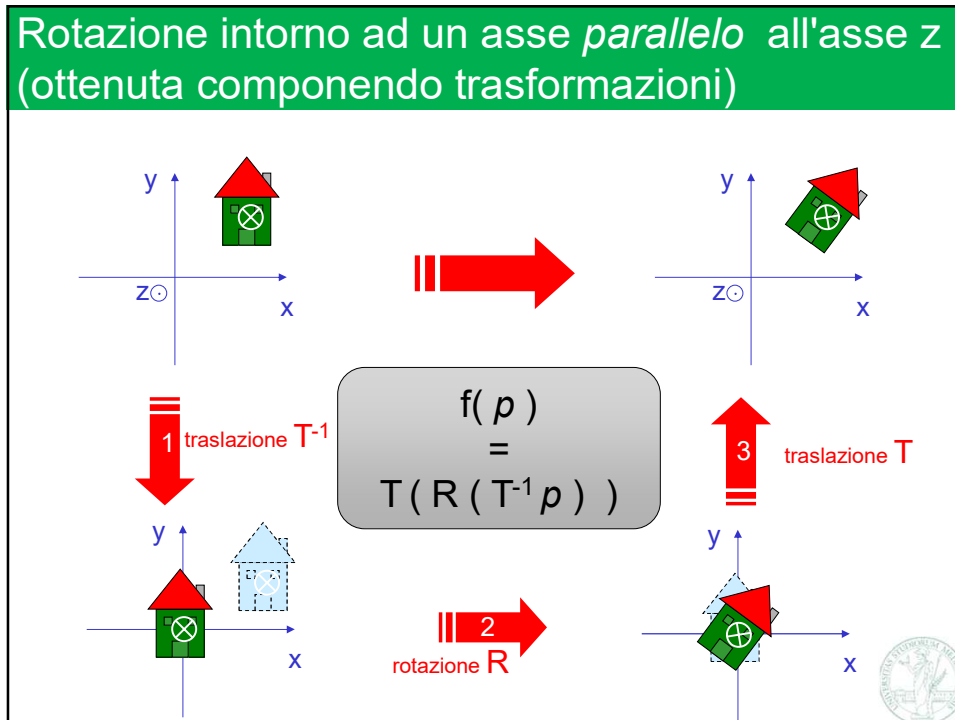 Rotazione intorno ad un asse parallelo all'asse z
(ottenuta componendo trasformazioni)
y
z
x
y
z
x
1 traslazione T-1
f( p )
=
T ( R ( T-1 p ) )
3 traslazione T
y
x
2
rotazione R
y
x